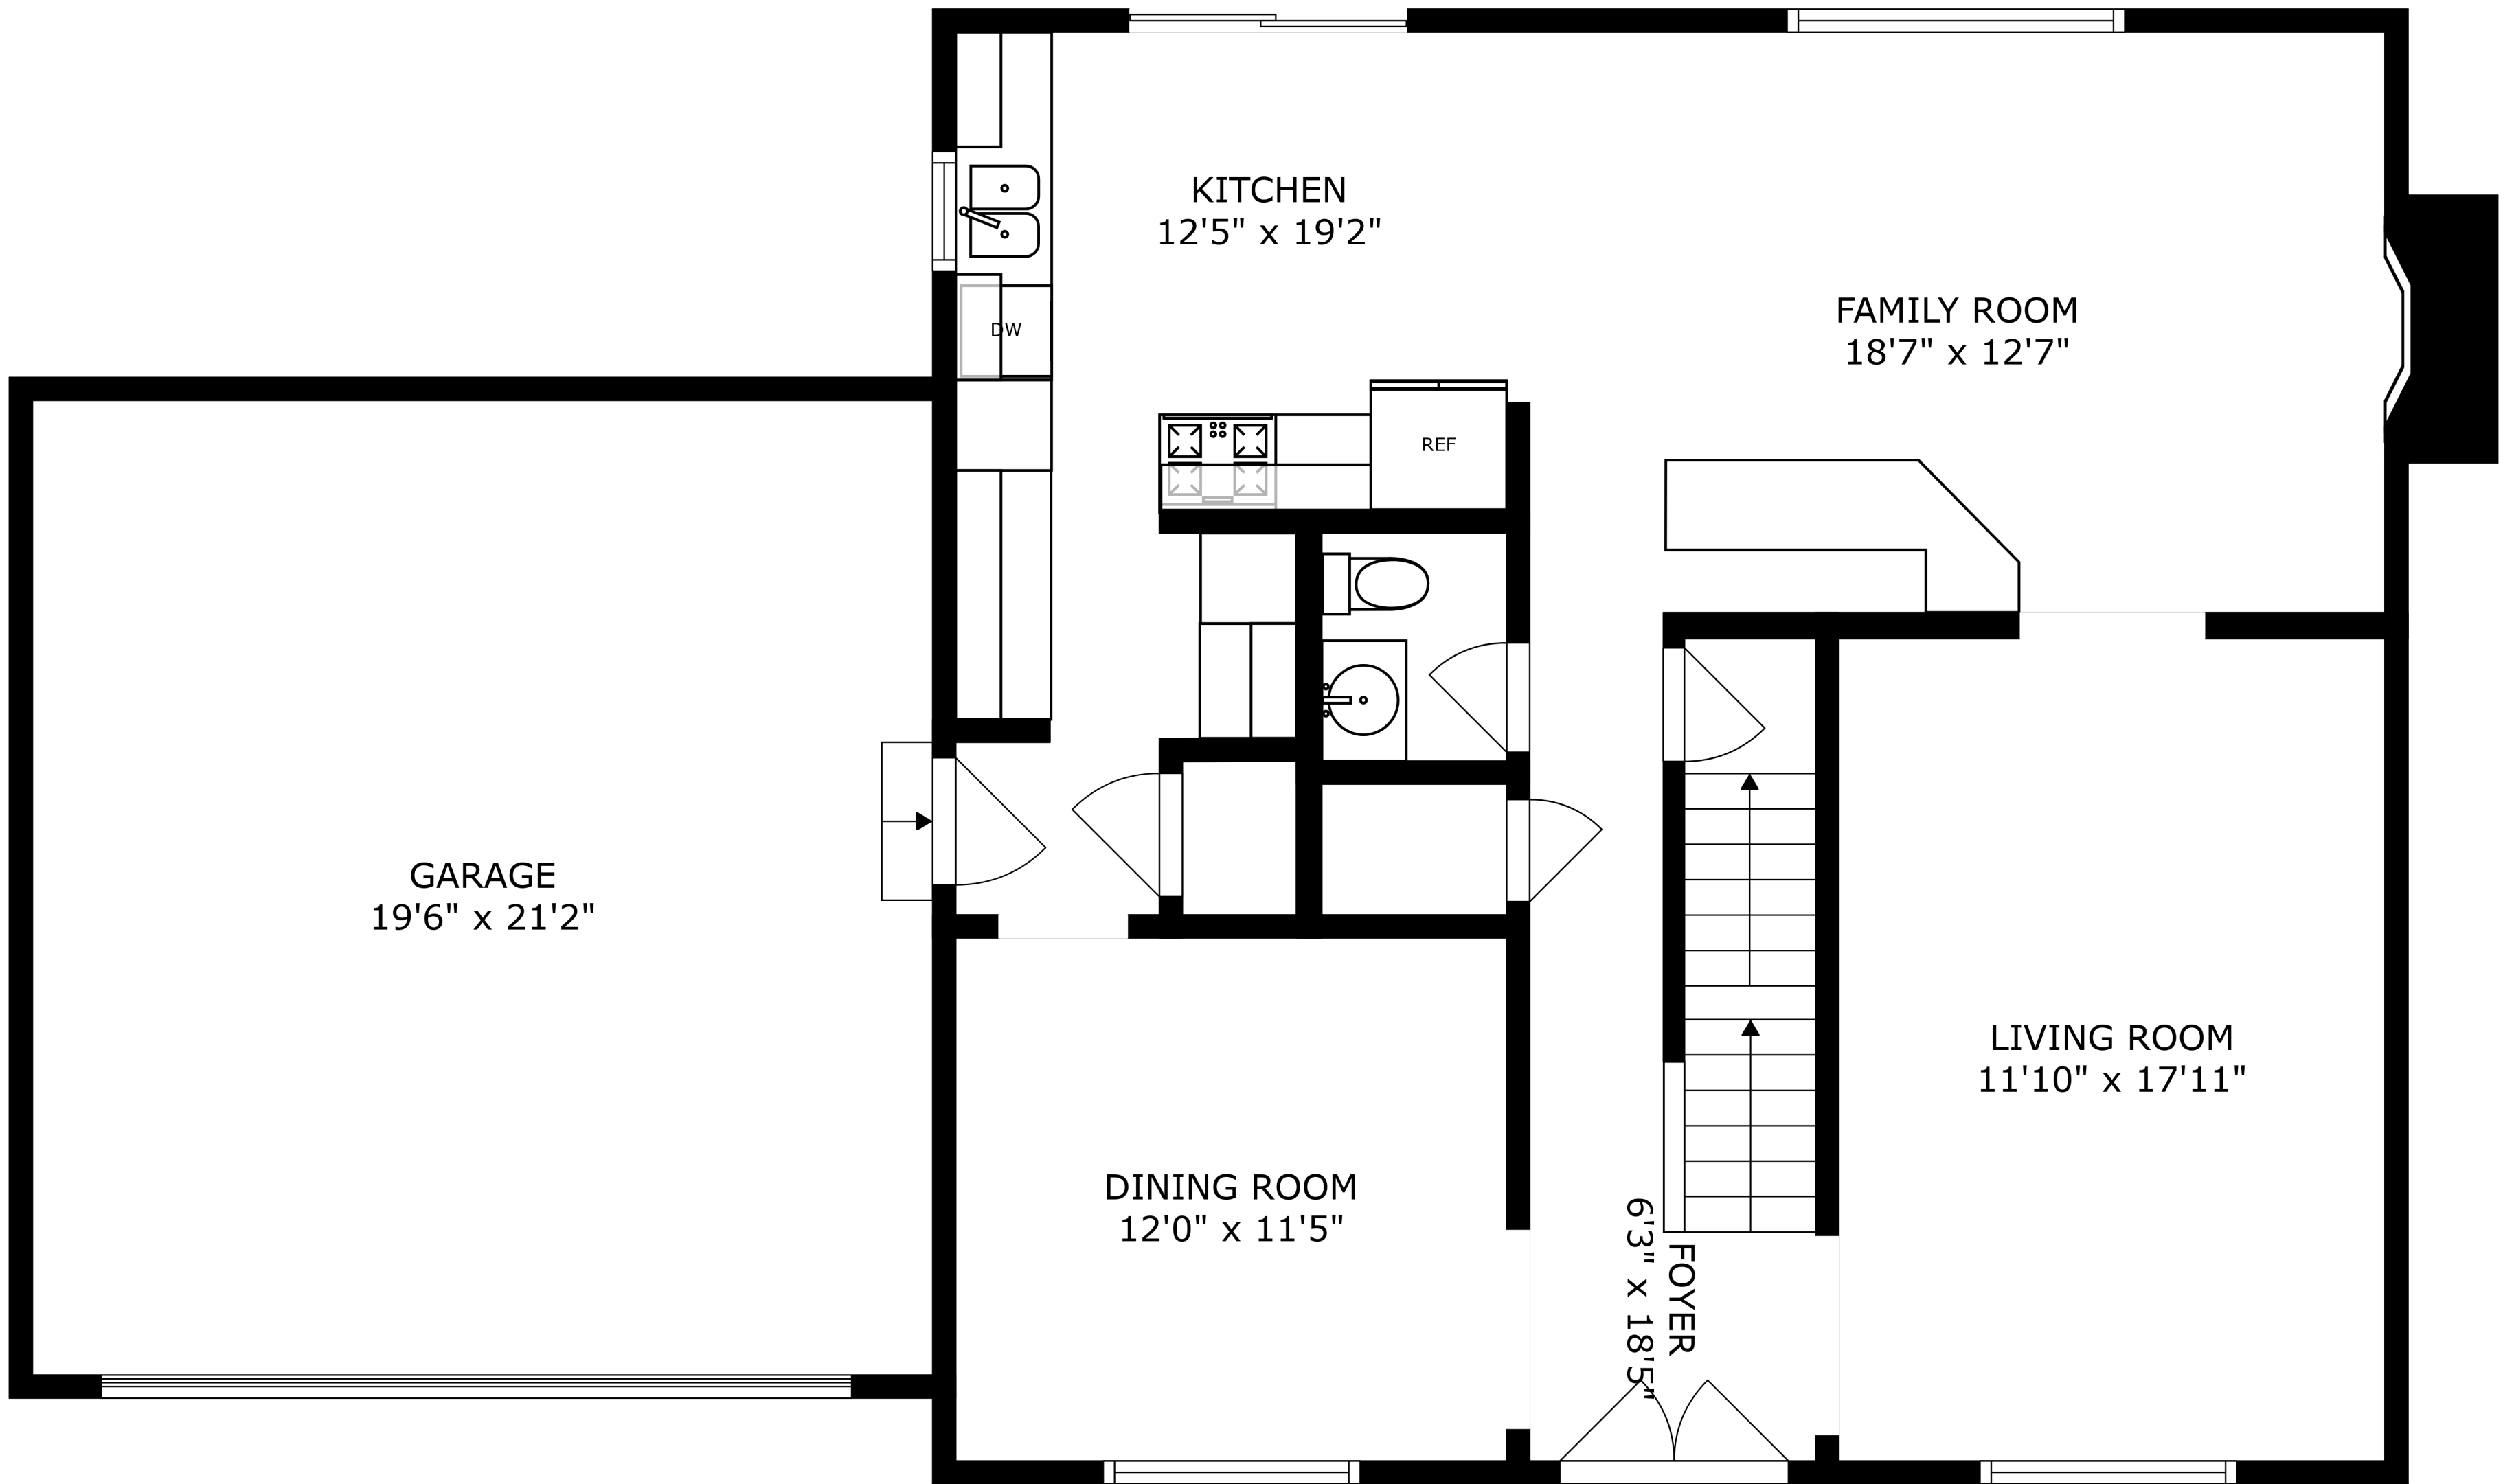 KITCHEN
12'5" x 19'2"
FAMILY ROOM
18'7" x 12'7"
DW
REF
GARAGE
19'6" x 21'2"
LIVING ROOM
11'10" x 17'11"
DINING ROOM
12'0" x 11'5"
FOYER
6'3" x 18'5"